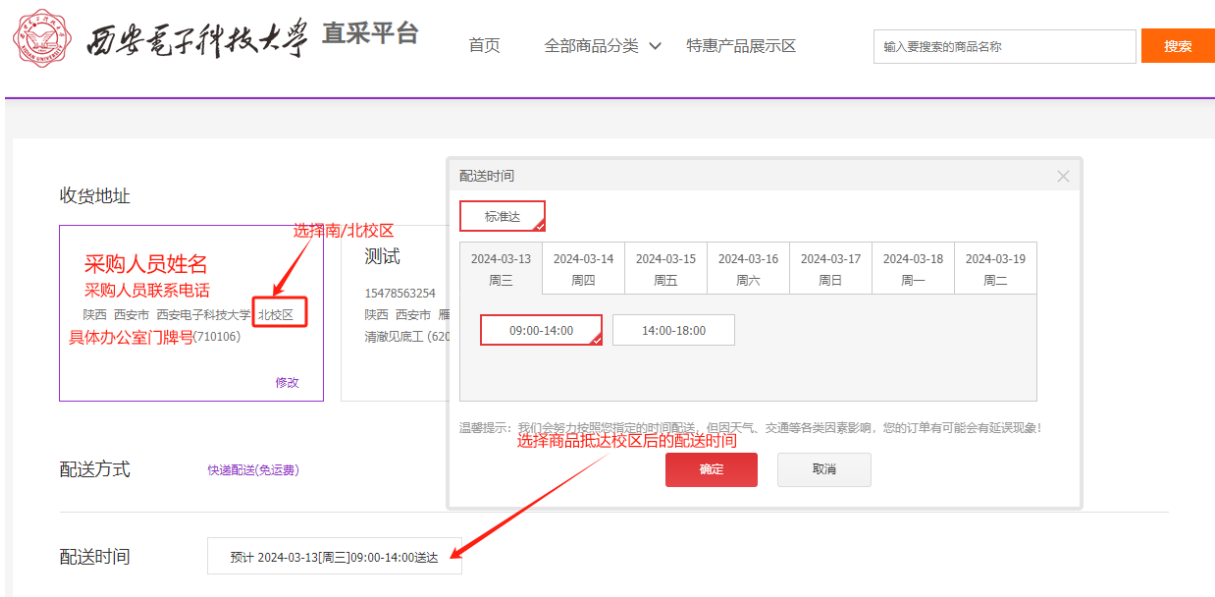 西安电子科技大学 直采平台 首页 全部商品分类 特惠产品展示区 输入要搜索的商品名称 搜索
XIDIAN UNIVERSITY
收货地址
选择南/北校区
采购人员姓名
采购人员联系电话
陕西 西安市 西安电子科技大学 北校区
具体办公室门牌号(710106)
修改
测试
15478563254
陕西 西安市 雁
清澈见底工 (620
配送时间
标准达
2024-03-13 2024-03-14 2024-03-15 2024-03-16 2024-03-17 2024-03-18 2024-03-19
周三 周四 周五 周六 周日 周一 周二
09:00-14:00 14:00-18:00
温馨提示：我们会努力按照您指定的时间配送，但因天气、交通等各类因素影响，您的订单有可能会有延误现象!
选择商品抵达校区后的配送时间
确定 取消
配送方式 快递配送(免运费)
配送时间 预计 2024-03-13[周三]09:00-14:00送达